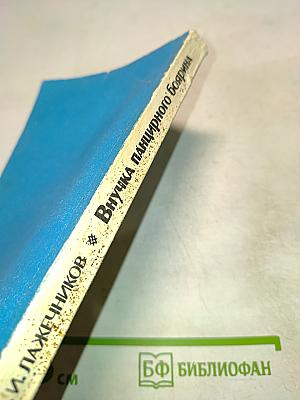 И. ЛАЖЕЧНИКОВ * Внучка панцирного боярина
см
БФ БИБЛИОФАН